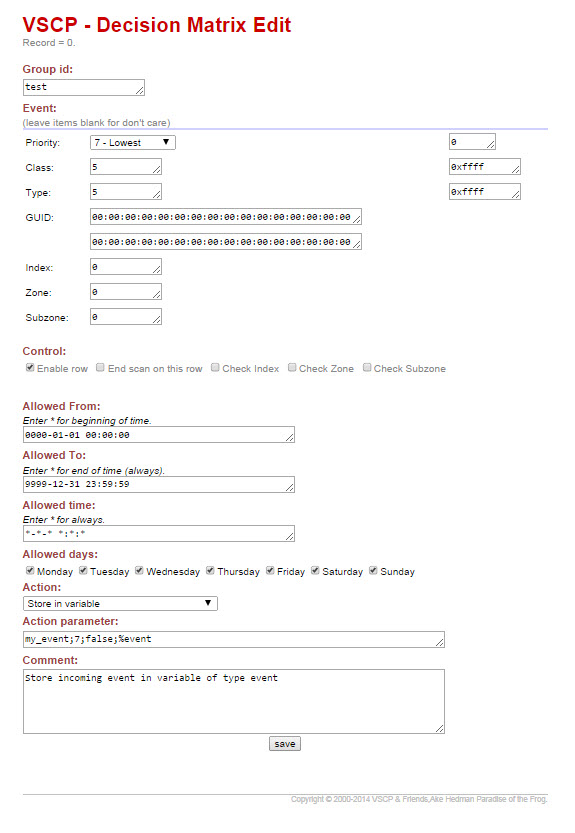 VSCP - Decision Matrix Edit
Record = 0.
Group id:
test
Event:
(leave items blank for don't care)
Priority: 7 - Lowest 0
Class: 5 0xffff
Type: 5 0xffff
GUID: 00:00:00:00:00:00:00:00:00:00:00:00:00:00:00:00
00:00:00:00:00:00:00:00:00:00:00:00:00:00:00:00
Index: 0
Zone: 0
Subzone: 0
Control:
Enable row End scan on this row Check Index Check Zone Check Subzone
Allowed From:
Enter * for beginning of time.
0000-01-01 00:00:00
Allowed To:
Enter * for end of time (always).
9999-12-31 23:59:59
Allowed time:
Enter * for always.
*-*-* *:*:*
Allowed days:
Monday Tuesday Wednesday Thursday Friday Saturday Sunday
Action:
Store in variable
Action parameter:
my_event;7;false;%event
Comment:
Store incoming event in variable of type event
save
Copyright © 2000-2014 VSCP & Friends,Ake Hedman Paradise of the Frog.